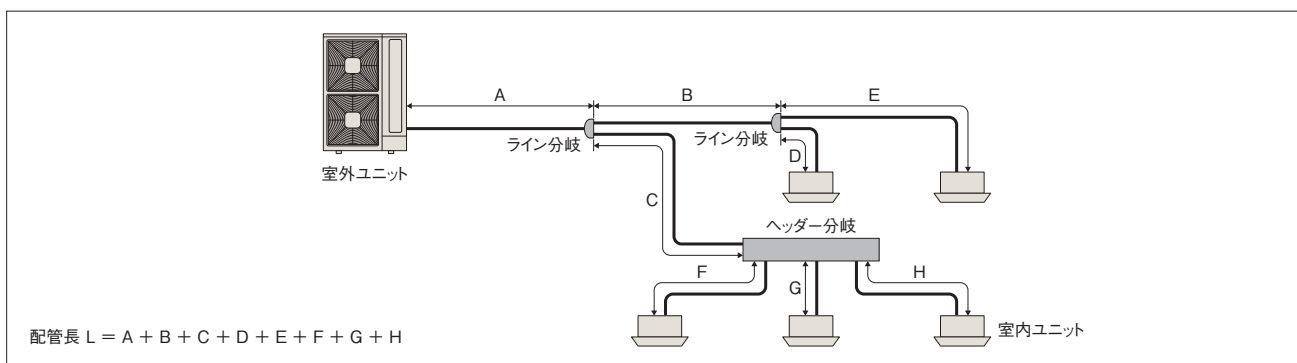 A
B
E
ライン分岐
ライン分岐
D
室外ユニット
C
ヘッダー分岐
F
G
H
配管長 L = A + B + C + D + E + F + G + H
室内ユニット